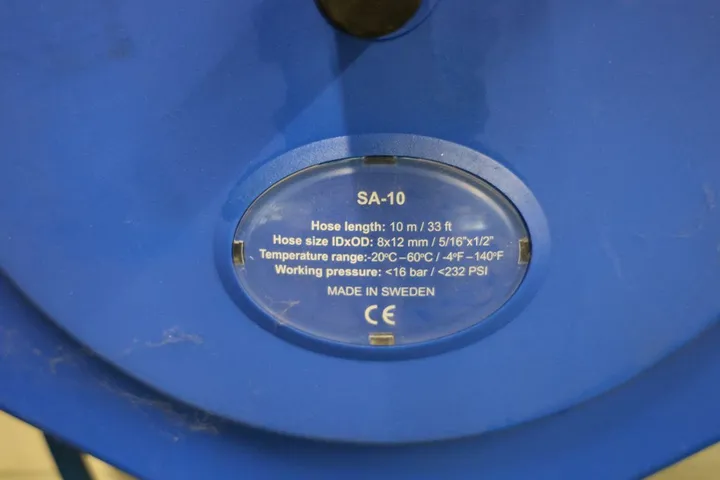 SA-10
Hose length: 10 m / 33 ft
Hose size IDxOD: 8x12 mm / 5/16"x1/2"
Temperature range:-20°C–60°C / -4°F–140°F
Working pressure: <16 bar / <232 PSI
MADE IN SWEDEN
CE